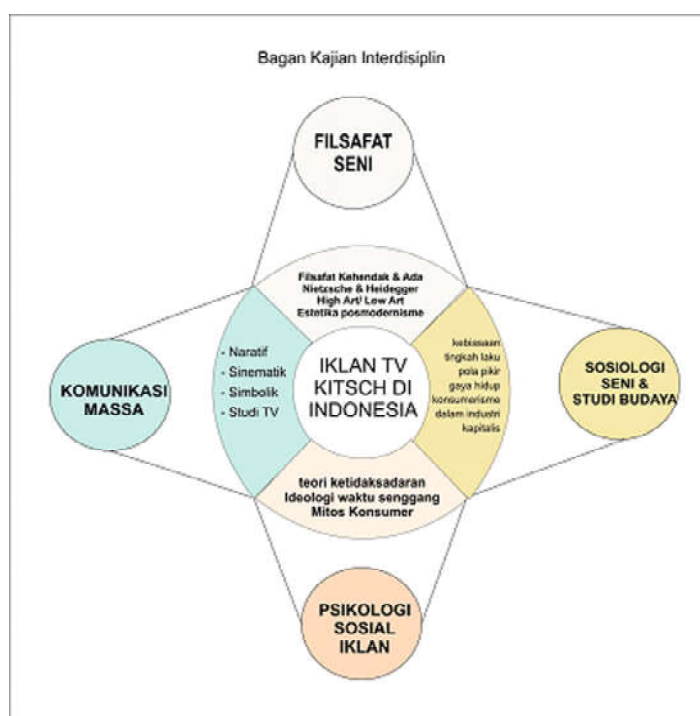 Bagan Kajian Interdisiplin
FILSAFAT
SENI
Filsafat Kehendak & Ada
Nietzsche & Heidegger
High Art/ Low Art
Estetika posmodernisme
KOMUNIKASI
MASSA
- Naratif
- Sinematik
- Simbolik
- Studi TV
IKLAN TV
KITSCH DI
INDONESIA
kebiasaan
tingkah laku
pola pikir
gaya hidup
konsumerisme
dalam industri
kapitalis
SOSIOLOGI
SENI &
STUDI BUDAYA
teori ketidaksadaran
Ideologi waktu senggang
Mitos Konsumer
PSIKOLOGI
SOSIAL
IKLAN